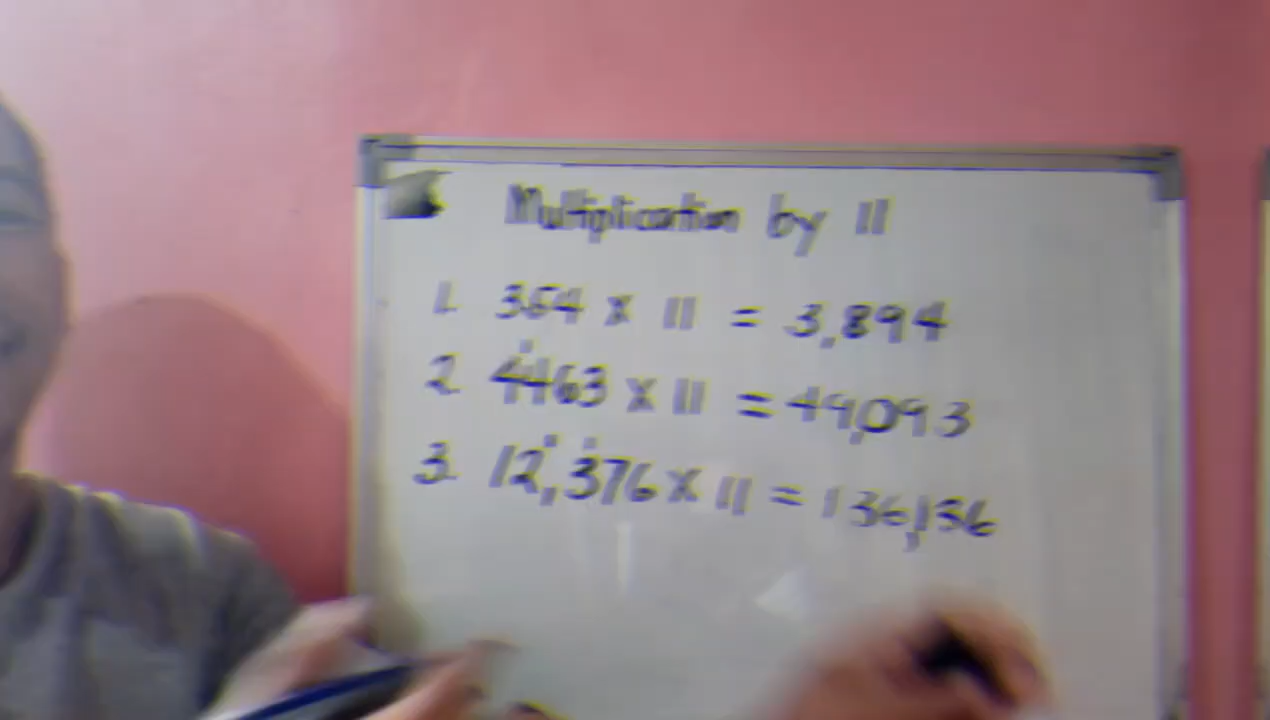 Multiplication by 11
1. 354 x 11 = 3,894
2. 4463 x 11 = 49,093
3. 12,376 x 11 = 136,136